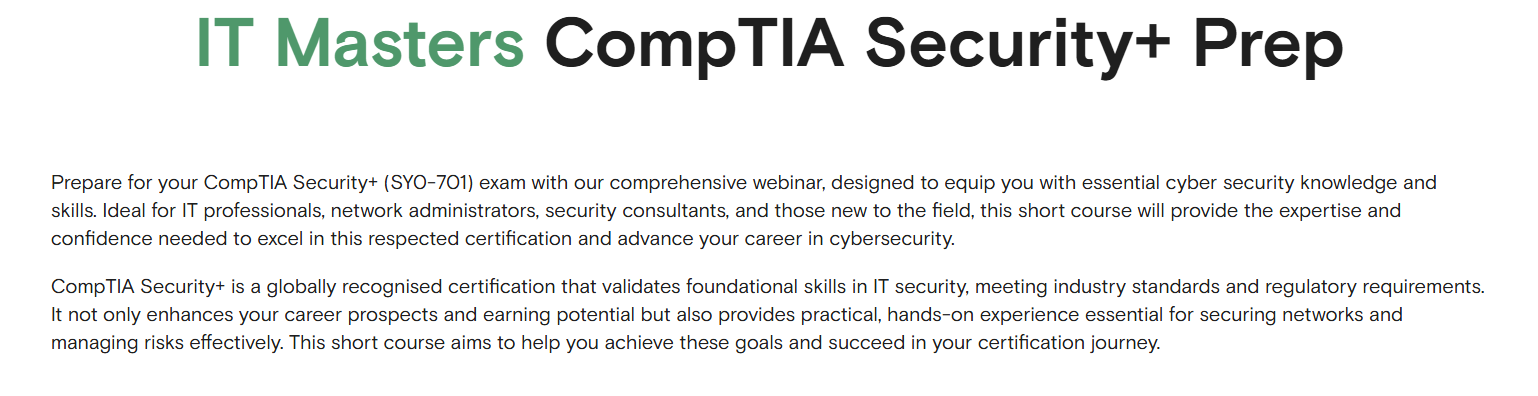 IT Masters CompTIA Security+ Prep
Prepare for your CompTIA Security+ (SY0-701) exam with our comprehensive webinar, designed to equip you with essential cyber security knowledge and
skills. Ideal for IT professionals, network administrators, security consultants, and those new to the field, this short course will provide the expertise and
confidence needed to excel in this respected certification and advance your career in cybersecurity.
CompTIA Security+ is a globally recognised certification that validates foundational skills in IT security, meeting industry standards and regulatory requirements.
It not only enhances your career prospects and earning potential but also provides practical, hands-on experience essential for securing networks and
managing risks effectively. This short course aims to help you achieve these goals and succeed in your certification journey.